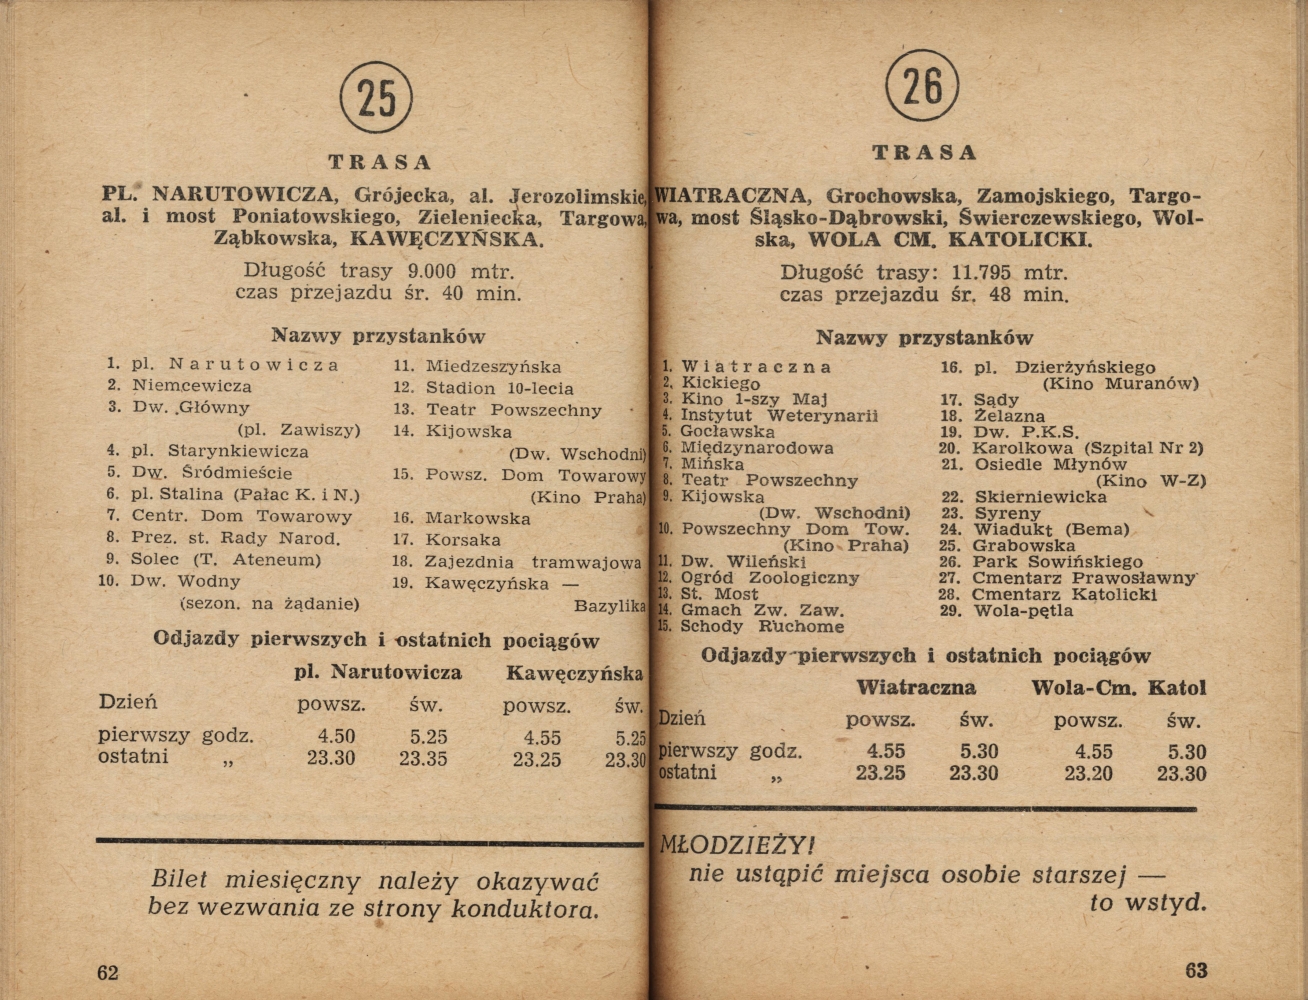 25
TRASA
PL. NARUTOWICZA, Grójecka, al. Jerozolimskie,
al. i most Poniatowskiego, Zieleniecka, Targowa,
Ząbkowska, KAWĘCZYŃSKA.
Długość trasy 9.000 mtr.
czas przejazdu śr. 40 min.
Nazwy przystanków
1. pl. Narutowicza
2. Niemcewicza
3. Dw. Główny
(pl. Zawiszy)
4. pl. Starynkiewicza
5. Dw. Śródmieście
6. pl. Stalina (Pałac K. i N.)
7. Centr. Dom Towarowy
8. Prez. st. Rady Narod.
9. Solec (T. Ateneum)
10. Dw. Wodny
(sezon. na żądanie)
11. Miedzeszyńska
12. Stadion 10-lecia
13. Teatr Powszechny
14. Kijowska
(Dw. Wschodni)
15. Powsz. Dom Towarowy
(Kino Praha)
16. Markowska
17. Korsaka
18. Zajezdnia tramwajowa
19. Kawęczyńska —
Bazylika
Odjazdy pierwszych i ostatnich pociągów
pl. Narutowicza Kawęczyńska
Dzień powsz. św. powsz. św.
pierwszy godz. 4.50 5.25 4.55 5.25
ostatni „ 23.30 23.35 23.25 23.30
Bilet miesięczny należy okazywać
bez wezwania ze strony konduktora.
62
26
TRASA
WIATRACZNA, Grochowska, Zamojskiego, Targo-
wa, most Śląsko-Dąbrowski, Świerczewskiego, Wol-
ska, WOLA CM. KATOLICKI.
Długość trasy: 11.795 mtr.
czas przejazdu śr. 48 min.
Nazwy przystanków
1. Wiatraczna
2. Kickiego
3. Kino 1-szy Maj
4. Instytut Weterynarii
5. Gocławska
6. Międzynarodowa
7. Mińska
8. Teatr Powszechny
9. Kijowska
(Dw. Wschodni)
10. Powszechny Dom Tow.
(Kino Praha)
11. Dw. Wileński
12. Ogród Zoologiczny
13. St. Most
14. Gmach Zw. Zaw.
15. Schody Ruchome
16. pl. Dzierżyńskiego
(Kino Muranów)
17. Sądy
18. Żelazna
19. Dw. P.K.S.
20. Karolkowa (Szpital Nr 2)
21. Osiedle Młynów
(Kino W-Z)
22. Skierniewicka
23. Syreny
24. Wiadukt (Bema)
25. Grabowska
26. Park Sowińskiego
27. Cmentarz Prawosławny
28. Cmentarz Katolicki
29. Wola-pętla
Odjazdy pierwszych i ostatnich pociągów
Wiatraczna Wola-Cm. Katol
Dzień powsz. św. powsz. św.
pierwszy godz. 4.55 5.30 4.55 5.30
ostatni „ 23.25 23.30 23.20 23.30
MŁODZIEŻY!
nie ustąpić miejsca osobie starszej —
to wstyd.
63